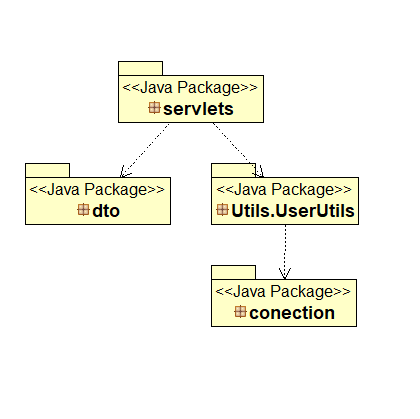 <<Java Package>>
servlets
<<Java Package>>
dto
<<Java Package>>
Utils.UserUtils
<<Java Package>>
conection